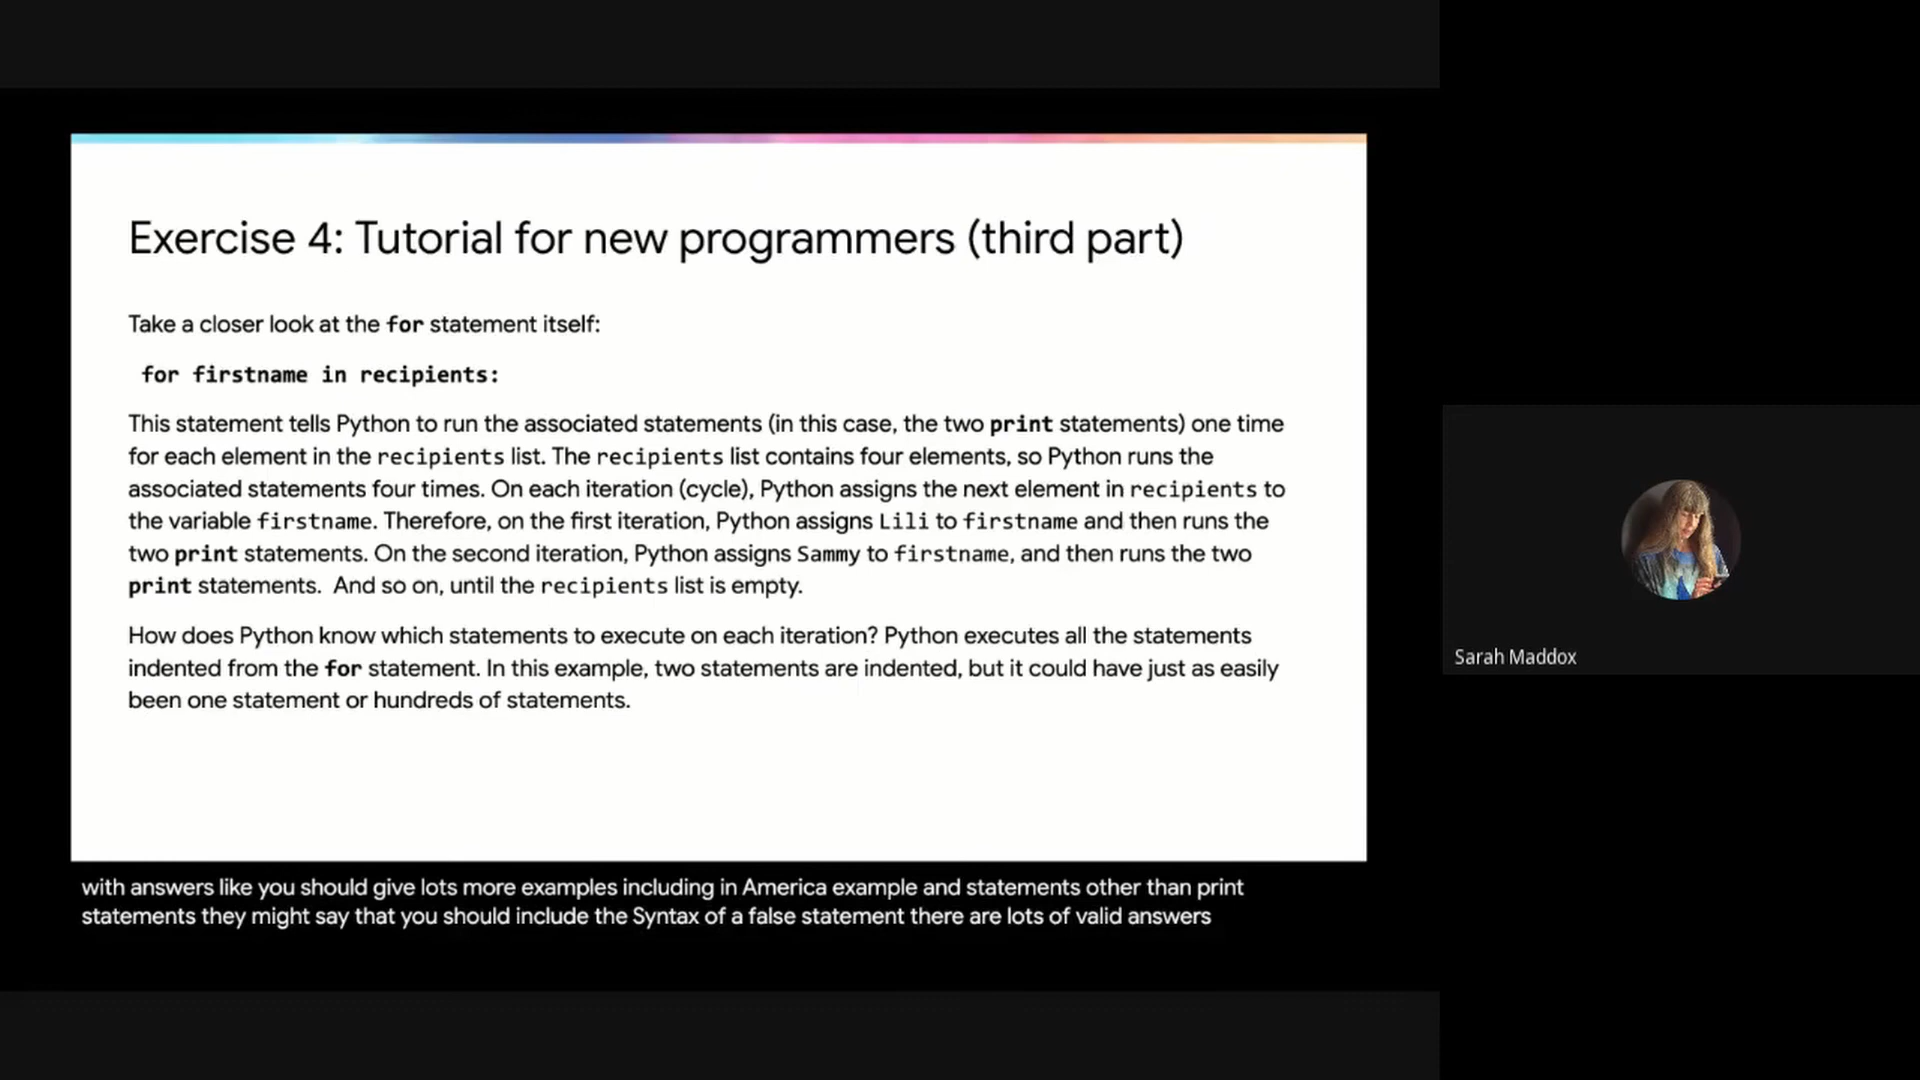 Exercise 4: Tutorial for new programmers (third part)
Take a closer look at the for statement itself:
for firstname in recipients:
This statement tells Python to run the associated statements (in this case, the two print statements) one time
for each element in the recipients list. The recipients list contains four elements, so Python runs the
associated statements four times. On each iteration (cycle), Python assigns the next element in recipients to
the variable firstname. Therefore, on the first iteration, Python assigns Lili to firstname and then runs the
two print statements. On the second iteration, Python assigns Sammy to firstname, and then runs the two
print statements. And so on, until the recipients list is empty.
How does Python know which statements to execute on each iteration? Python executes all the statements
indented from the for statement. In this example, two statements are indented, but it could have just as easily
been one statement or hundreds of statements.
Sarah Maddox
with answers like you should give lots more examples including in America example and statements other than print
statements they might say that you should include the Syntax of a false statement there are lots of valid answers